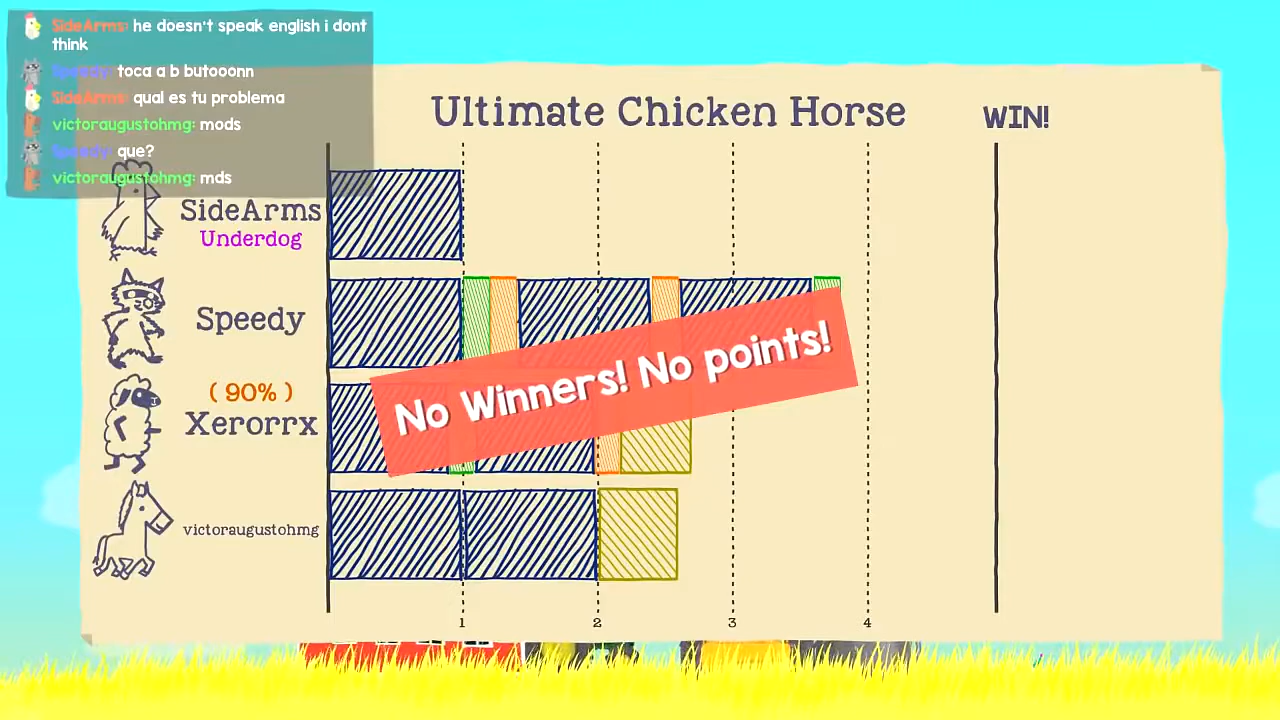 SideArms: he doesn't speak english i dont
think
Speedy: toca a b butooonn
SideArms: qual es tu problema
victoraugustohmg: mods
Speedy: que?
victoraugustohmg: mds
Ultimate Chicken Horse
WIN!
SideArms
Underdog
Speedy
( 90% )
Xerorrx
victoraugustohmg
No Winners! No points!
1 2 3 4